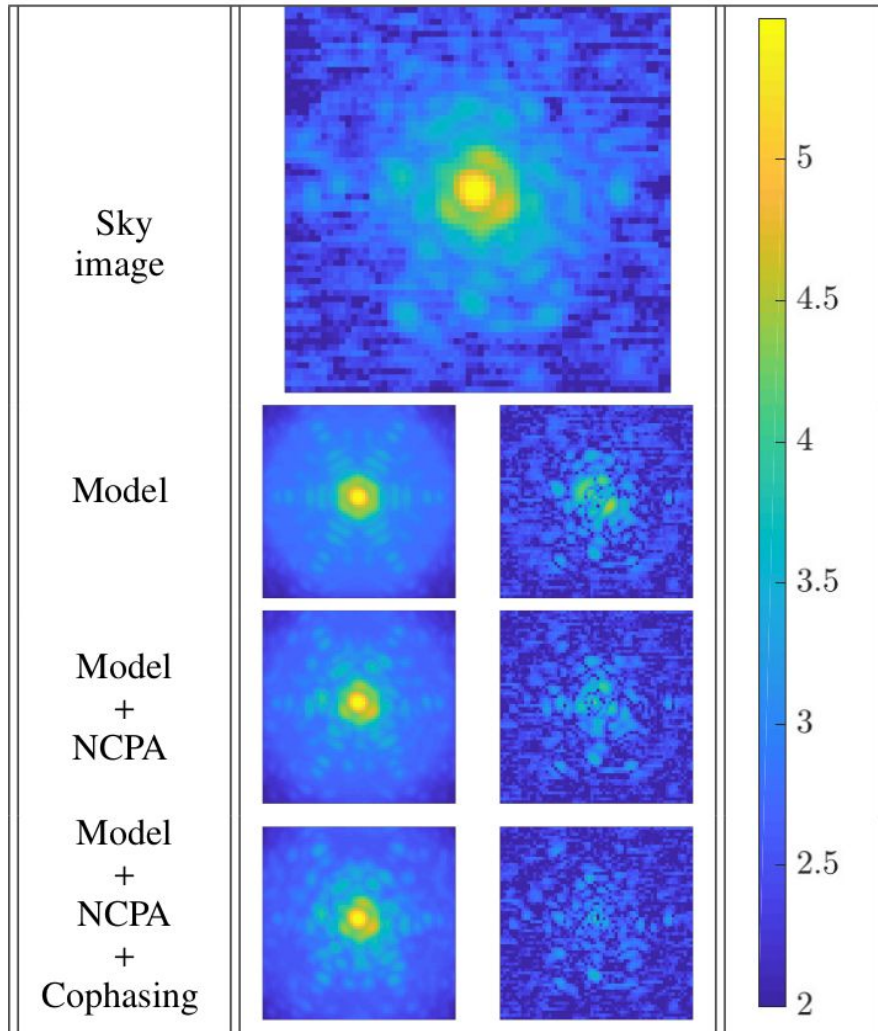 Sky
image
Model
Model
+
NCPA
Model
+
NCPA
+
Cophasing
5
4.5
4
3.5
3
2.5
2